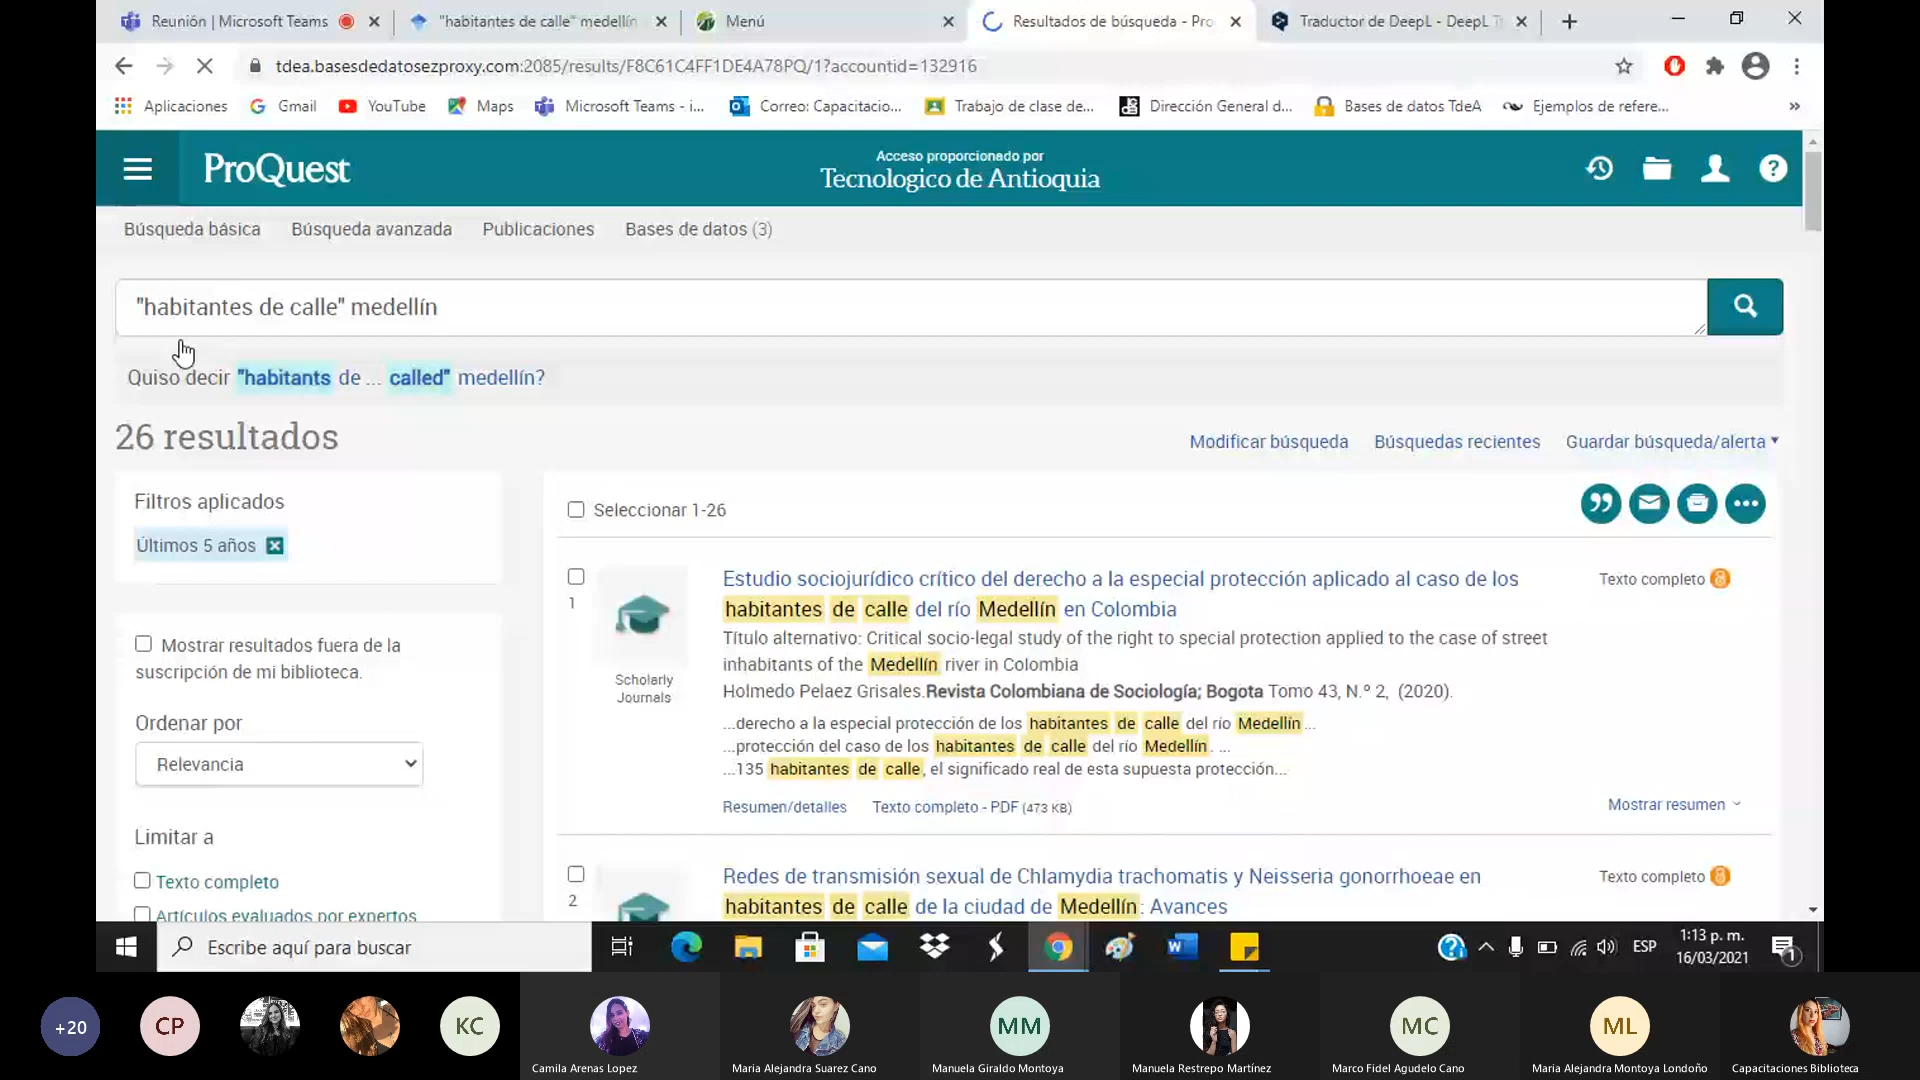 Reunión | Microsoft Teams
"habitantes de calle" medellín
Menú
Resultados de búsqueda - Pro
Traductor de DeepL - DeepL T
tdea.basesdedatosezproxy.com:2085/results/F8C61C4FF1DE4A78PQ/1?accountid=132916
Aplicaciones
Gmail
YouTube
Maps
Microsoft Teams - i...
Correo: Capacitacio...
Trabajo de clase de...
Dirección General d...
Bases de datos TdeA
Ejemplos de refere...
ProQuest
Acceso proporcionado por
Tecnologico de Antioquia
Búsqueda básica
Búsqueda avanzada
Publicaciones
Bases de datos (3)
"habitantes de calle" medellín
Quiso decir "habitants de ... called" medellín?
26 resultados
Modificar búsqueda
Búsquedas recientes
Guardar búsqueda/alerta
Filtros aplicados
Últimos 5 años
Mostrar resultados fuera de la
suscripción de mi biblioteca.
Ordenar por
Relevancia
Limitar a
Texto completo
Artículos evaluados por expertos
Seleccionar 1-26
1
Scholarly
Journals
Estudio sociojurídico crítico del derecho a la especial protección aplicado al caso de los
habitantes de calle del río Medellín en Colombia
Texto completo
Título alternativo: Critical socio-legal study of the right to special protection applied to the case of street
inhabitants of the Medellín river in Colombia
Holmedo Pelaez Grisales.Revista Colombiana de Sociología; Bogota Tomo 43, N.º 2, (2020).
...derecho a la especial protección de los habitantes de calle del río Medellín...
...protección del caso de los habitantes de calle del río Medellín. ...
...135 habitantes de calle, el significado real de esta supuesta protección...
Resumen/detalles
Texto completo - PDF (473 KB)
Mostrar resumen
2
Redes de transmisión sexual de Chlamydia trachomatis y Neisseria gonorrhoeae en
habitantes de calle de la ciudad de Medellín: Avances
Texto completo
Escribe aquí para buscar
ESP
1:13 p. m.
16/03/2021
1
+20
CP
KC
Camila Arenas Lopez
Maria Alejandra Suarez Cano
MM
Manuela Giraldo Montoya
Manuela Restrepo Martínez
MC
Marco Fidel Agudelo Cano
ML
Maria Alejandra Montoya Londoño
Capacitaciones Biblioteca